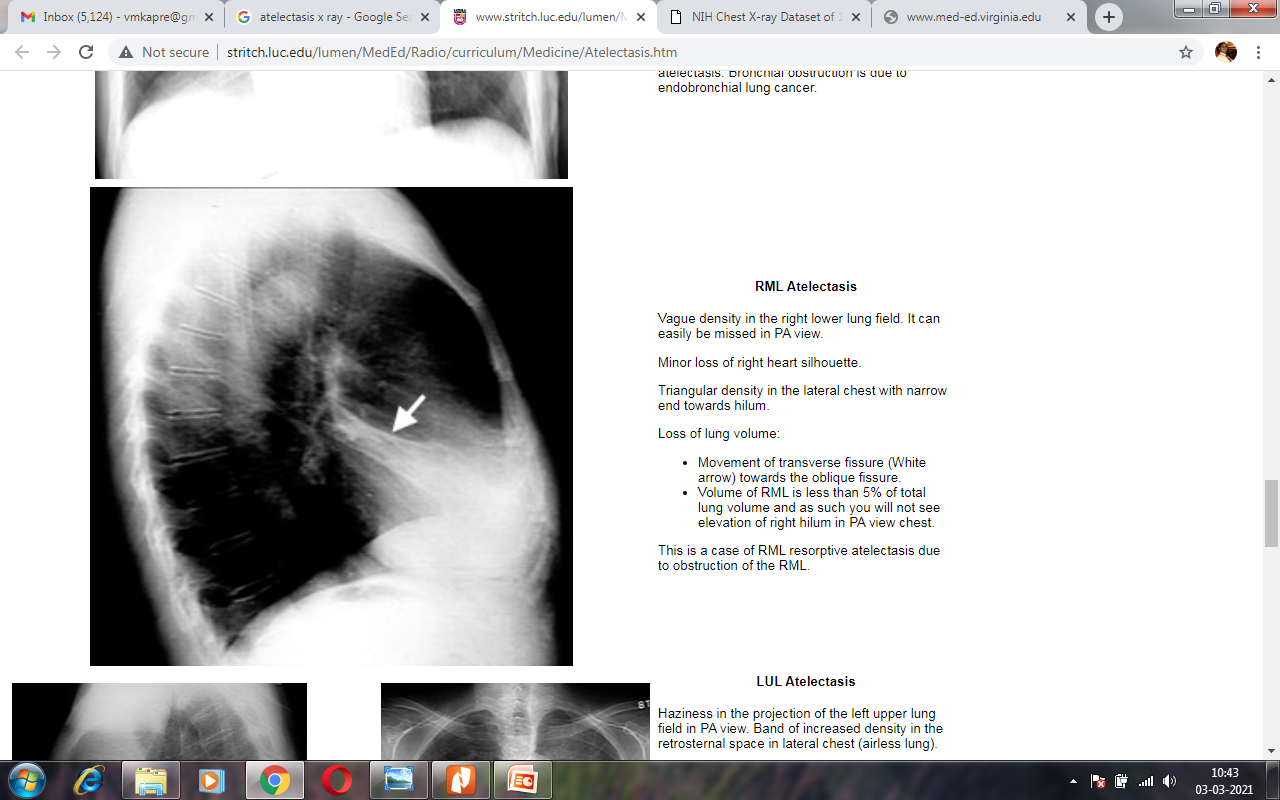 Inbox (5,124) - vmkapre@gm
atelectasis x ray - Google Sea
www.stritch.luc.edu/lumen/M
NIH Chest X-ray Dataset of 1
www.med-ed.virginia.edu
Not secure
stritch.luc.edu/lumen/MedEd/Radio/curriculum/Medicine/Atelectasis.htm
atelectasis. Bronchial obstruction is due to
endobronchial lung cancer.
RML Atelectasis
Vague density in the right lower lung field. It can
easily be missed in PA view.
Minor loss of right heart silhouette.
Triangular density in the lateral chest with narrow
end towards hilum.
Loss of lung volume:
• Movement of transverse fissure (White
arrow) towards the oblique fissure.
• Volume of RML is less than 5% of total
lung volume and as such you will not see
elevation of right hilum in PA view chest.
This is a case of RML resorptive atelectasis due
to obstruction of the RML.
LUL Atelectasis
Haziness in the projection of the left upper lung
field in PA view. Band of increased density in the
retrosternal space in lateral chest (airless lung).
10:43
03-03-2021